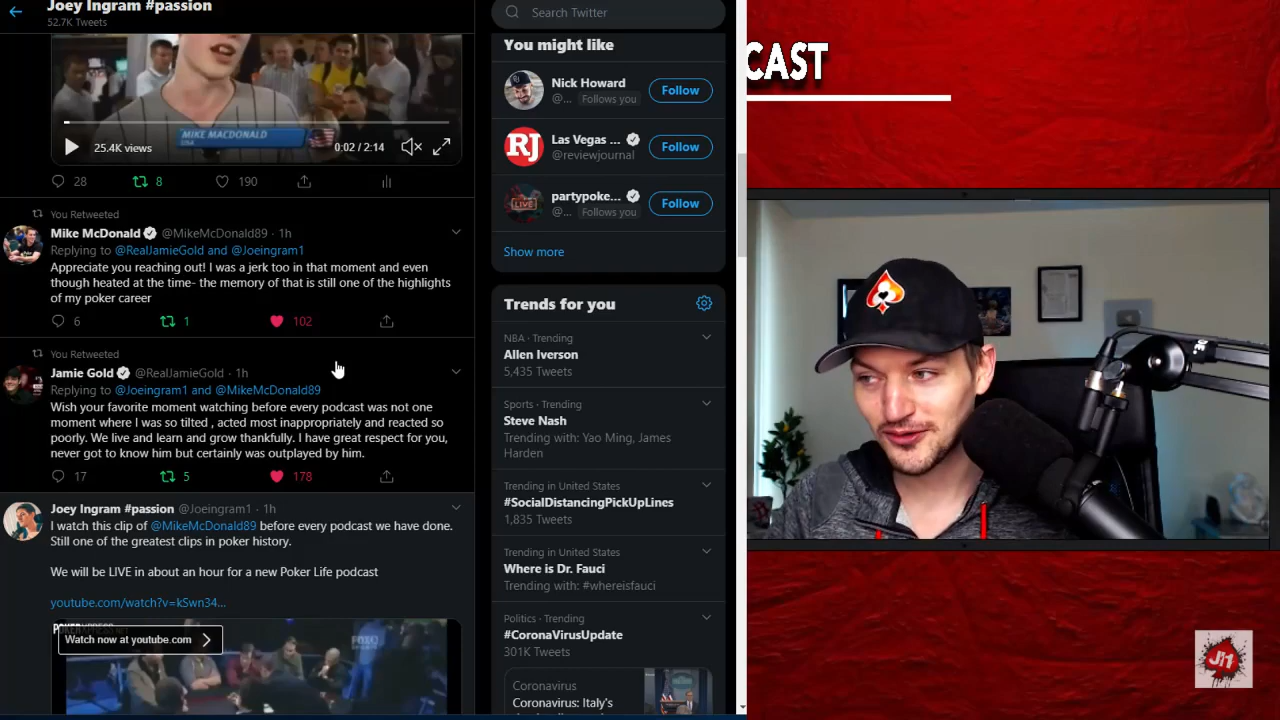 Joey Ingram #passion
52.7K Tweets
MIKE MACDONALD
USA
25.4K views
0:02 / 2:14
28
8
190
You Retweeted
Mike McDonald @MikeMcDonald89 · 1h
Replying to @RealJamieGold and @Joeingram1
Appreciate you reaching out! I was a jerk too in that moment and even
though heated at the time- the memory of that is still one of the highlights
of my poker career
6
1
102
You Retweeted
Jamie Gold @RealJamieGold · 1h
Replying to @Joeingram1 and @MikeMcDonald89
Wish your favorite moment watching before every podcast was not one
moment where I was so tilted , acted most inappropriately and reacted so
poorly. We live and learn and grow thankfully. I have great respect for you,
never got to know him but certainly was outplayed by him.
17
5
178
Joey Ingram #passion @Joeingram1 · 1h
I watch this clip of @MikeMcDonald89 before every podcast we have done.
Still one of the greatest clips in poker history.
We will be LIVE in about an hour for a new Poker Life podcast
youtube.com/watch?v=kSwn34...
Watch now at youtube.com
Search Twitter
You might like
Nick Howard
@... Follows you
Follow
RJ
Las Vegas ...
@reviewjournal
Follow
LIVE
partypoke...
@... Follows you
Follow
Show more
Trends for you
NBA · Trending
Allen Iverson
5,435 Tweets
Sports · Trending
Steve Nash
Trending with: Yao Ming, James
Harden
Trending in United States
#SocialDistancingPickUpLines
1,835 Tweets
Trending in United States
Where is Dr. Fauci
Trending with: #whereisfauci
Politics · Trending
#CoronaVirusUpdate
301K Tweets
Coronavirus
Coronavirus: Italy's
CAST
Ji1